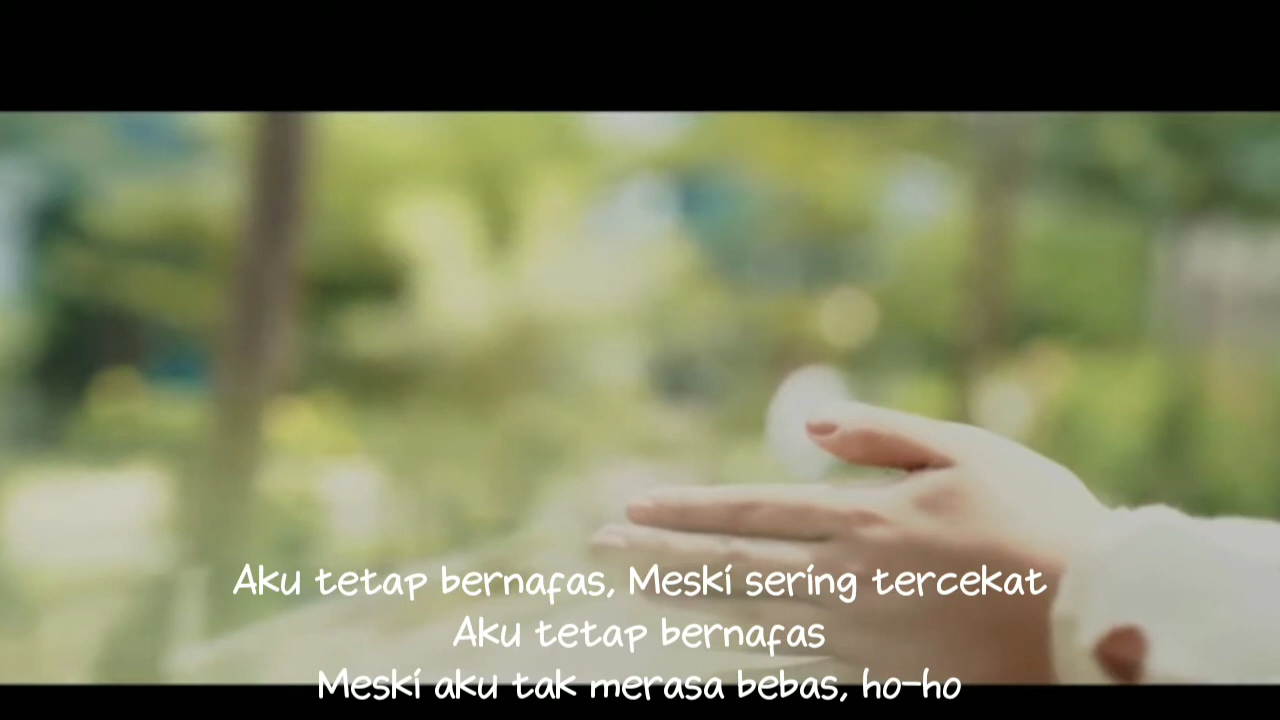 Aku tetap bernafas, Meski sering tercekat
Aku tetap bernafas
Meski aku tak merasa bebas, ho-ho